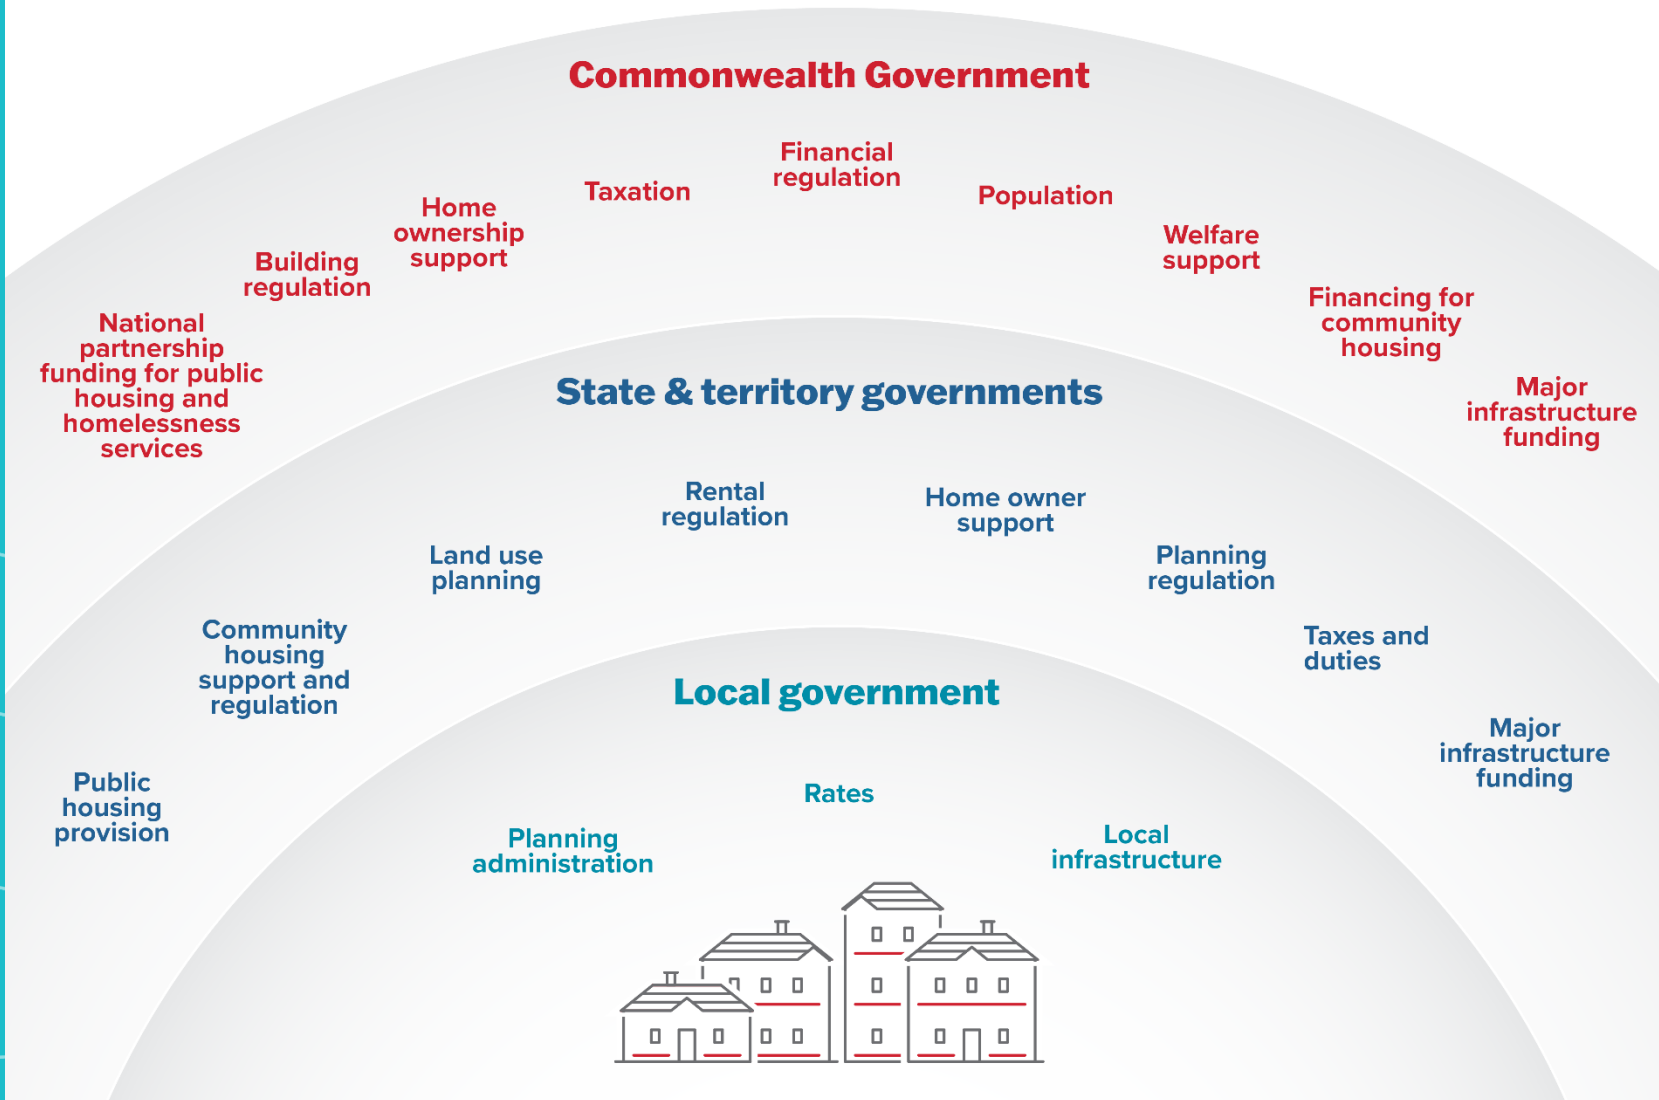 Commonwealth Government
National
partnership
funding for public
housing and
homelessness
services
Building
regulation
Home
ownership
support
Taxation
Financial
regulation
Population
Welfare
support
Financing for
community
housing
Major
infrastructure
funding
State & territory governments
Public
housing
provision
Community
housing
support and
regulation
Land use
planning
Rental
regulation
Home owner
support
Planning
regulation
Taxes and
duties
Major
infrastructure
funding
Local government
Planning
administration
Rates
Local
infrastructure